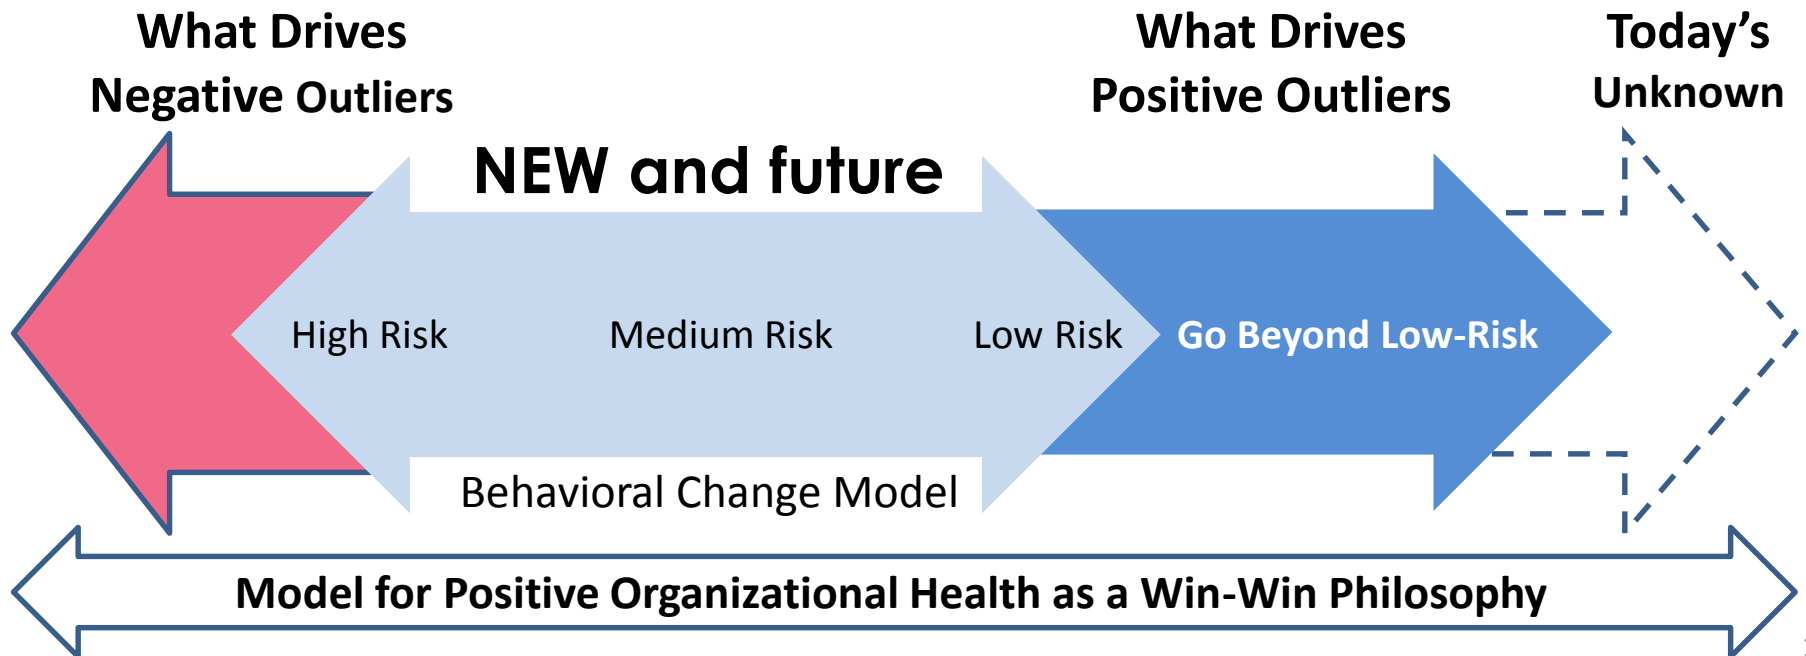 What Drives
Negative Outliers
What Drives
Positive Outliers
Today's
Unknown
NEW and future
High Risk
Medium Risk
Low Risk
Go Beyond Low-Risk
Behavioral Change Model
Model for Positive Organizational Health as a Win-Win Philosophy